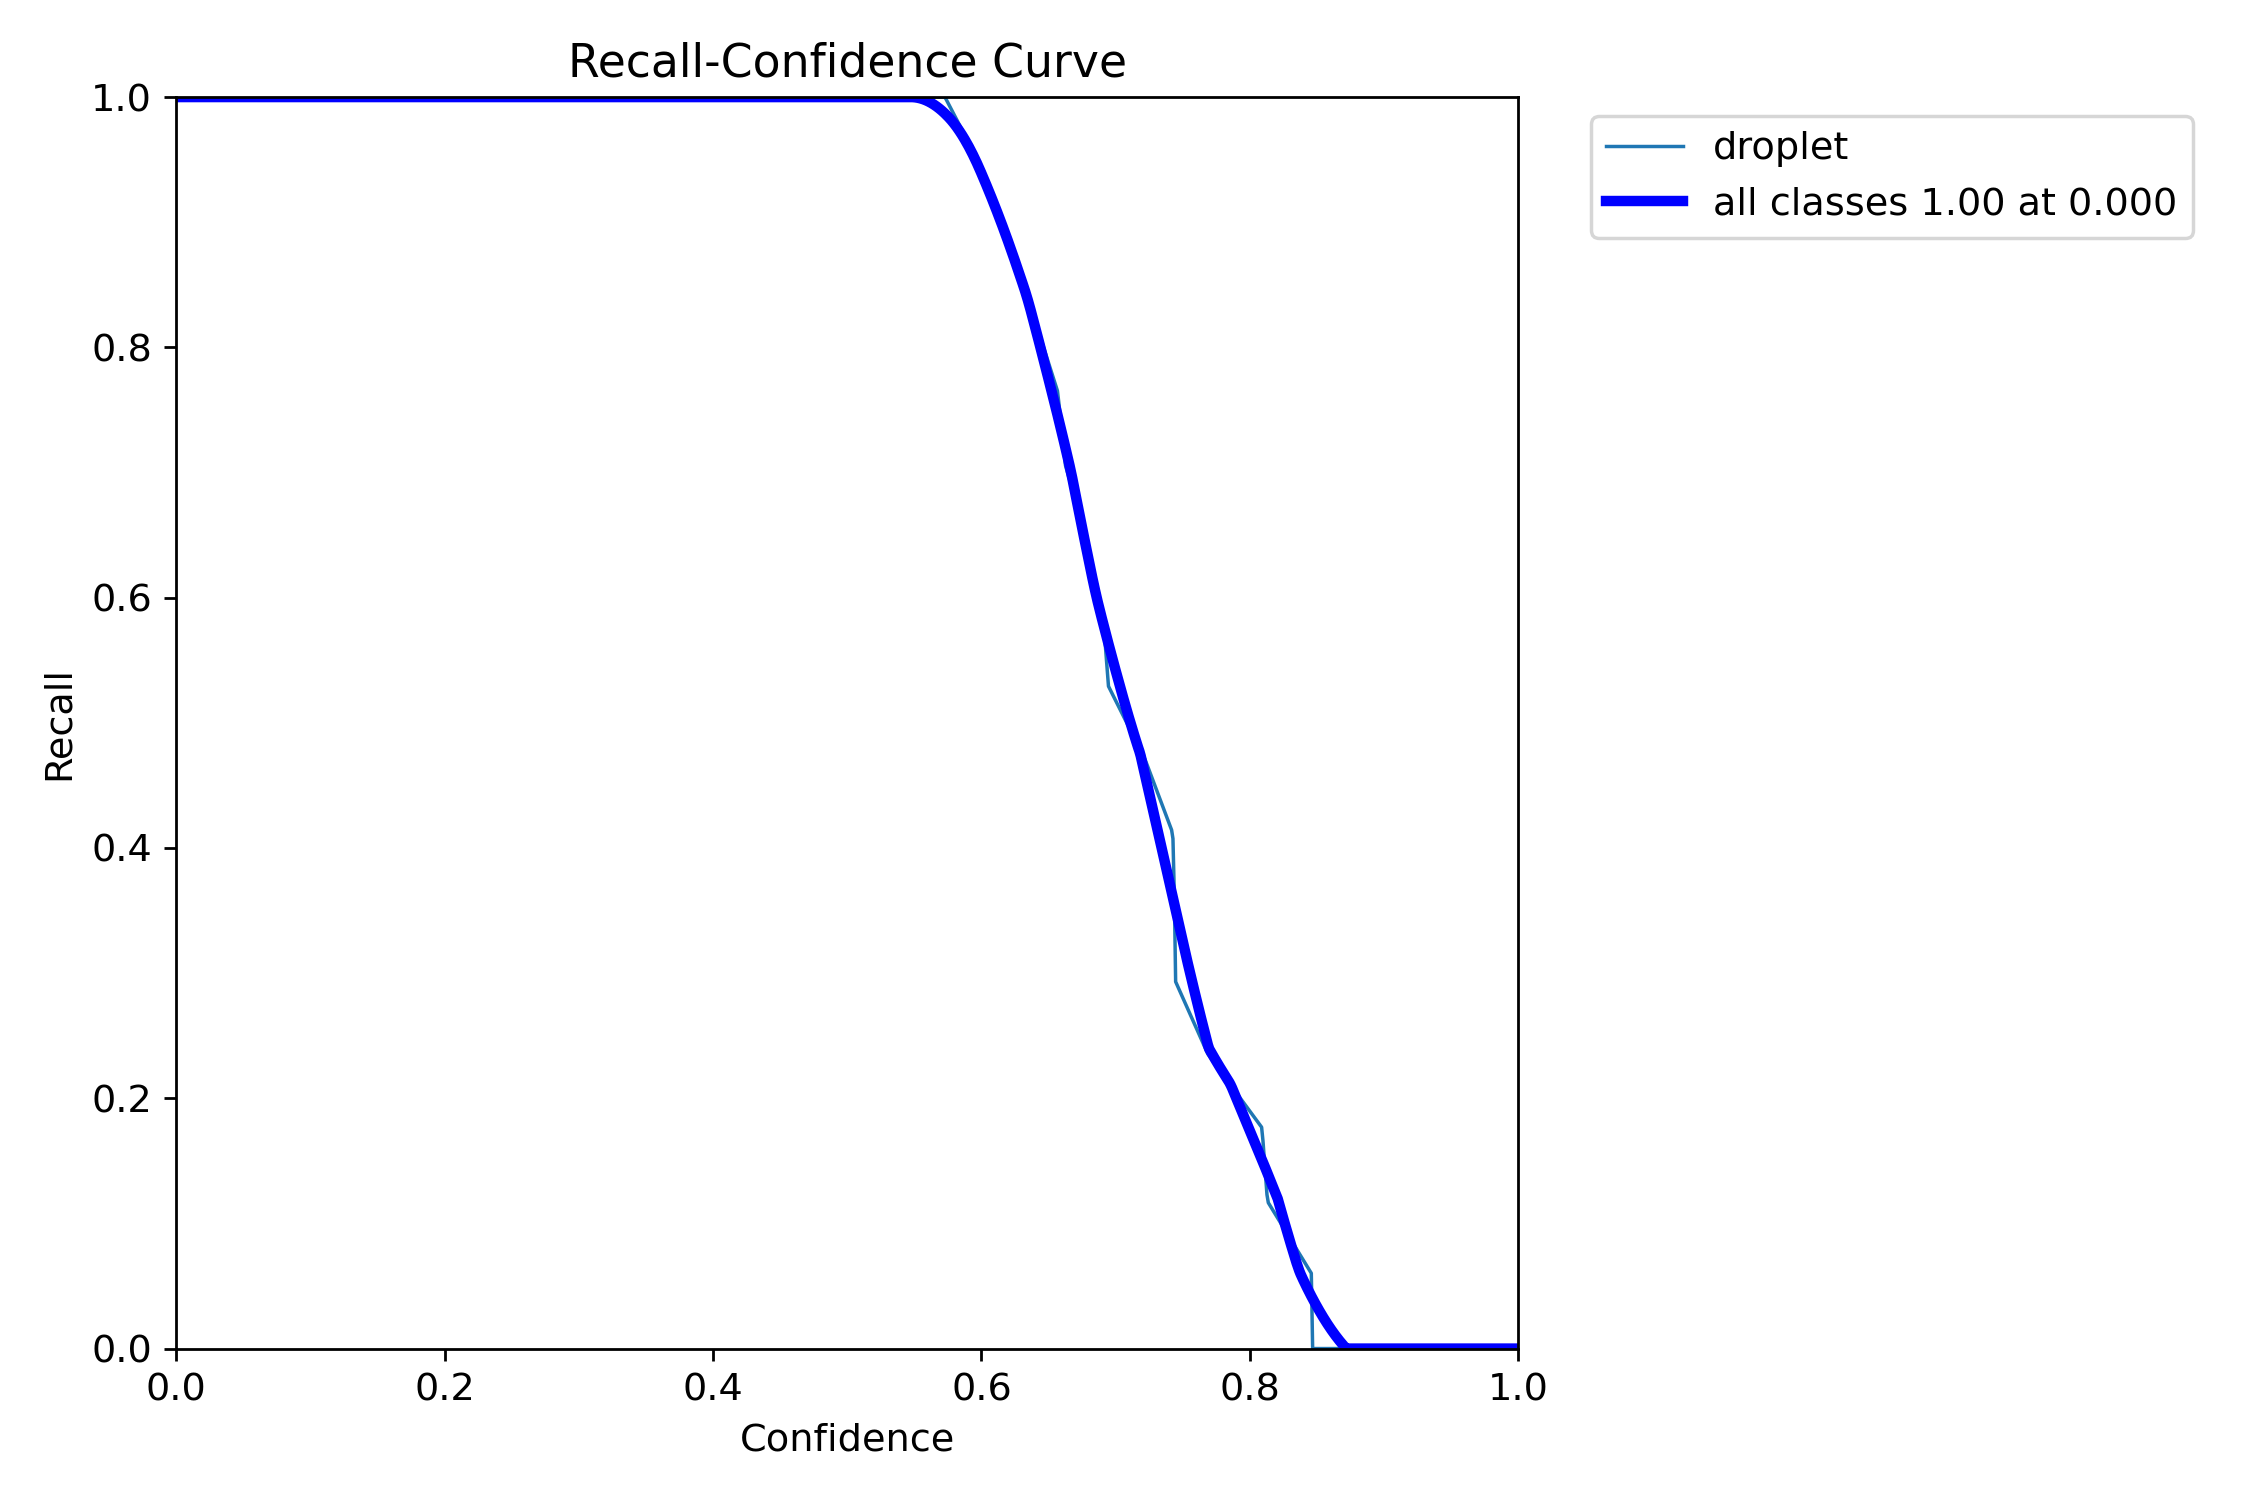 Recall-Confidence Curve
droplet
all classes 1.00 at 0.000
1.0
0.8
0.6
0.4
0.2
0.0
Recall
0.0 0.2 0.4 0.6 0.8 1.0
Confidence